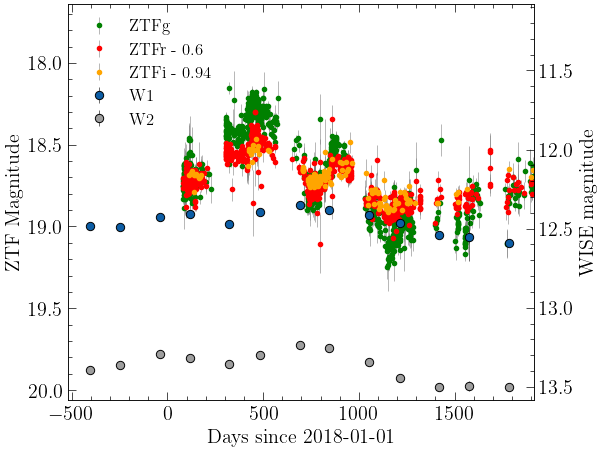 ZTFg
ZTFr - 0.6
ZTFi - 0.94
W1
W2
18.0
18.5
19.0
19.5
20.0
ZTF Magnitude
11.5
12.0
12.5
13.0
13.5
WISE magnitude
−500 0 500 1000 1500
Days since 2018-01-01